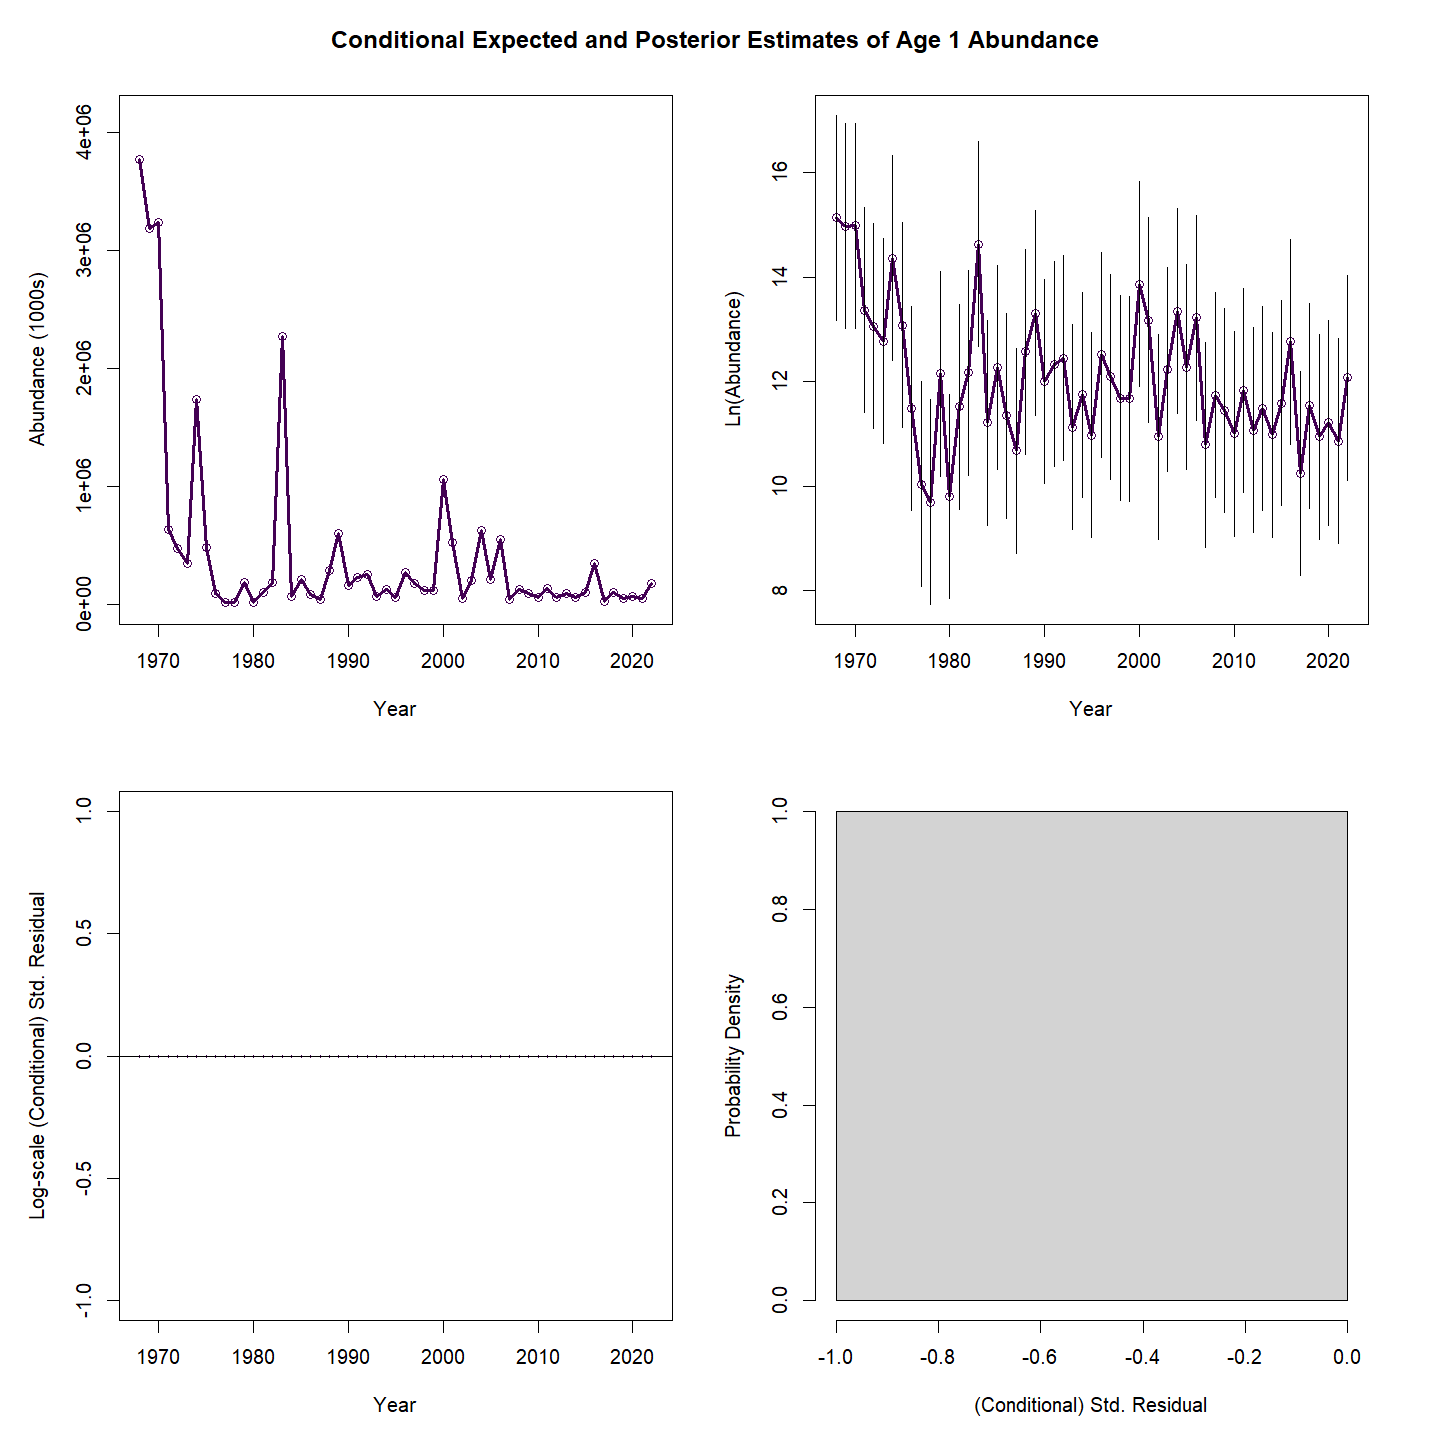 Conditional Expected and Posterior Estimates of Age 1 Abundance
Abundance (1000s)
4e+06
3e+06
2e+06
1e+06
0e+00
1970 1980 1990 2000 2010 2020
Year
Ln(Abundance)
16
14
12
10
8
1970 1980 1990 2000 2010 2020
Year
Log-scale (Conditional) Std. Residual
1.0
0.5
0.0
-0.5
-1.0
1970 1980 1990 2000 2010 2020
Year
Probability Density
1.0
0.8
0.6
0.4
0.2
0.0
-1.0 -0.8 -0.6 -0.4 -0.2 0.0
(Conditional) Std. Residual